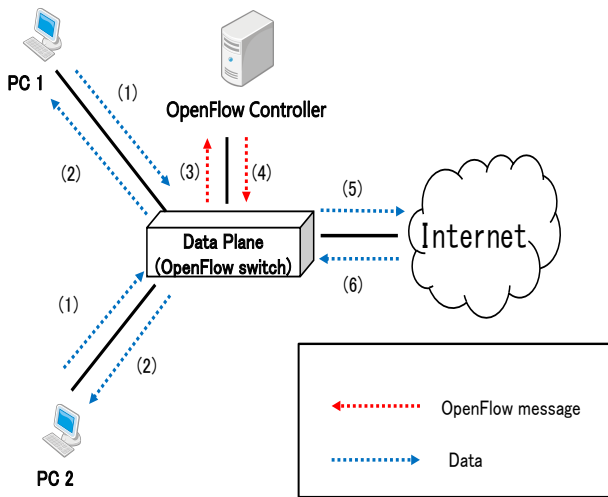 PC 1
(1)
OpenFlow Controller
(2)
(3)
(4)
(5)
Data Plane
(OpenFlow switch)
Internet
(6)
(1)
(2)
PC 2
OpenFlow message
Data